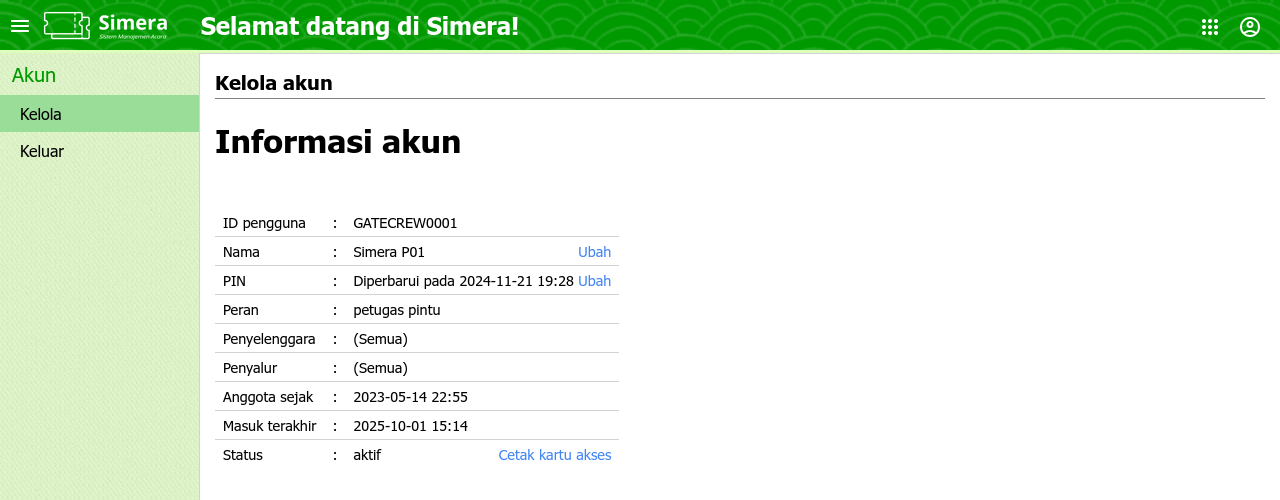 Simera
Sistem Manajemen Acara
Selamat datang di Simera!
Akun
Kelola
Keluar
Kelola akun
Informasi akun
ID pengguna : GATECREW0001
Nama : Simera P01 Ubah
PIN : Diperbarui pada 2024-11-21 19:28 Ubah
Peran : petugas pintu
Penyelenggara : (Semua)
Penyalur : (Semua)
Anggota sejak : 2023-05-14 22:55
Masuk terakhir : 2025-10-01 15:14
Status : aktif Cetak kartu akses